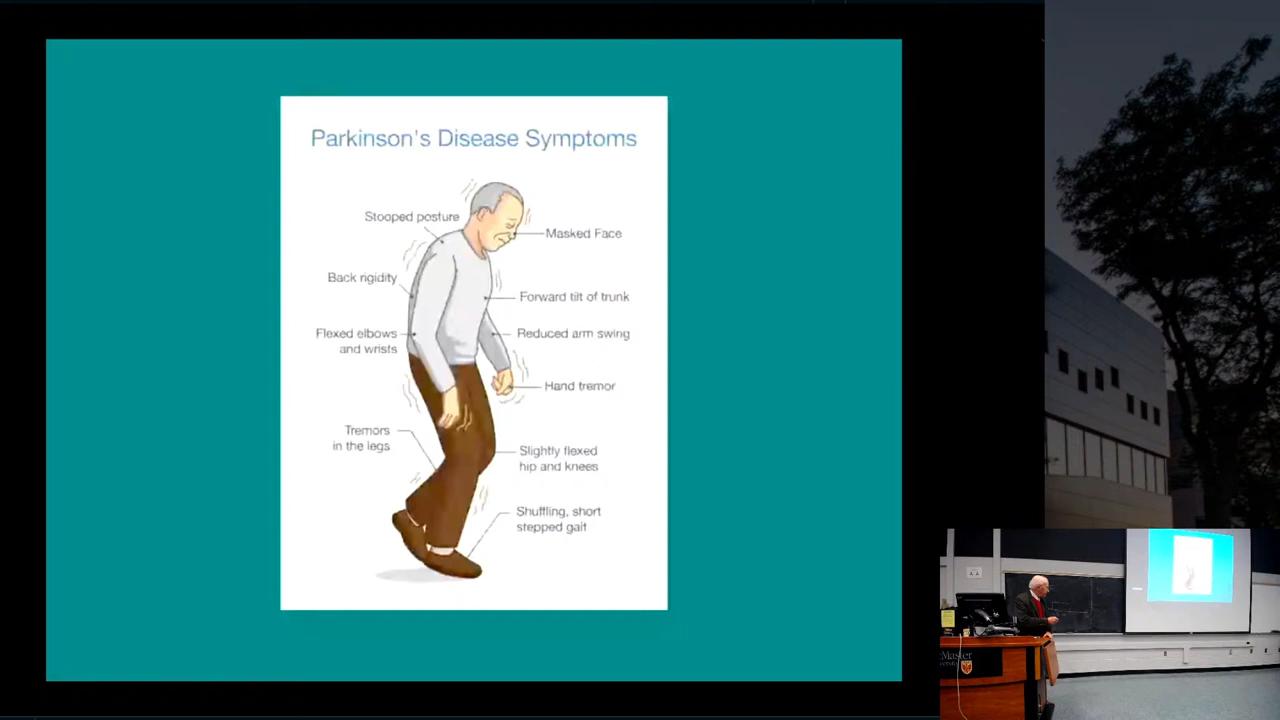 Parkinson's Disease Symptoms
Stooped posture
Masked Face
Back rigidity
Forward tilt of trunk
Flexed elbows
and wrists
Reduced arm swing
Hand tremor
Tremors
in the legs
Slightly flexed
hip and knees
Shuffling, short
stepped gait